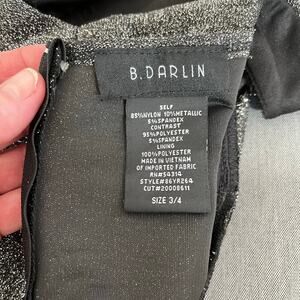 B.DARLIN
SELF
85%NYLON 10%METALLIC
5%SPANDEX
CONTRAST
95%POLYESTER
5%SPANDEX
LINING
100%POLYESTER
MADE IN VIETNAM
OF IMPORTED FABRIC
RN#54314
STYLE#86YR264
CUT#20008611
SIZE 3/4